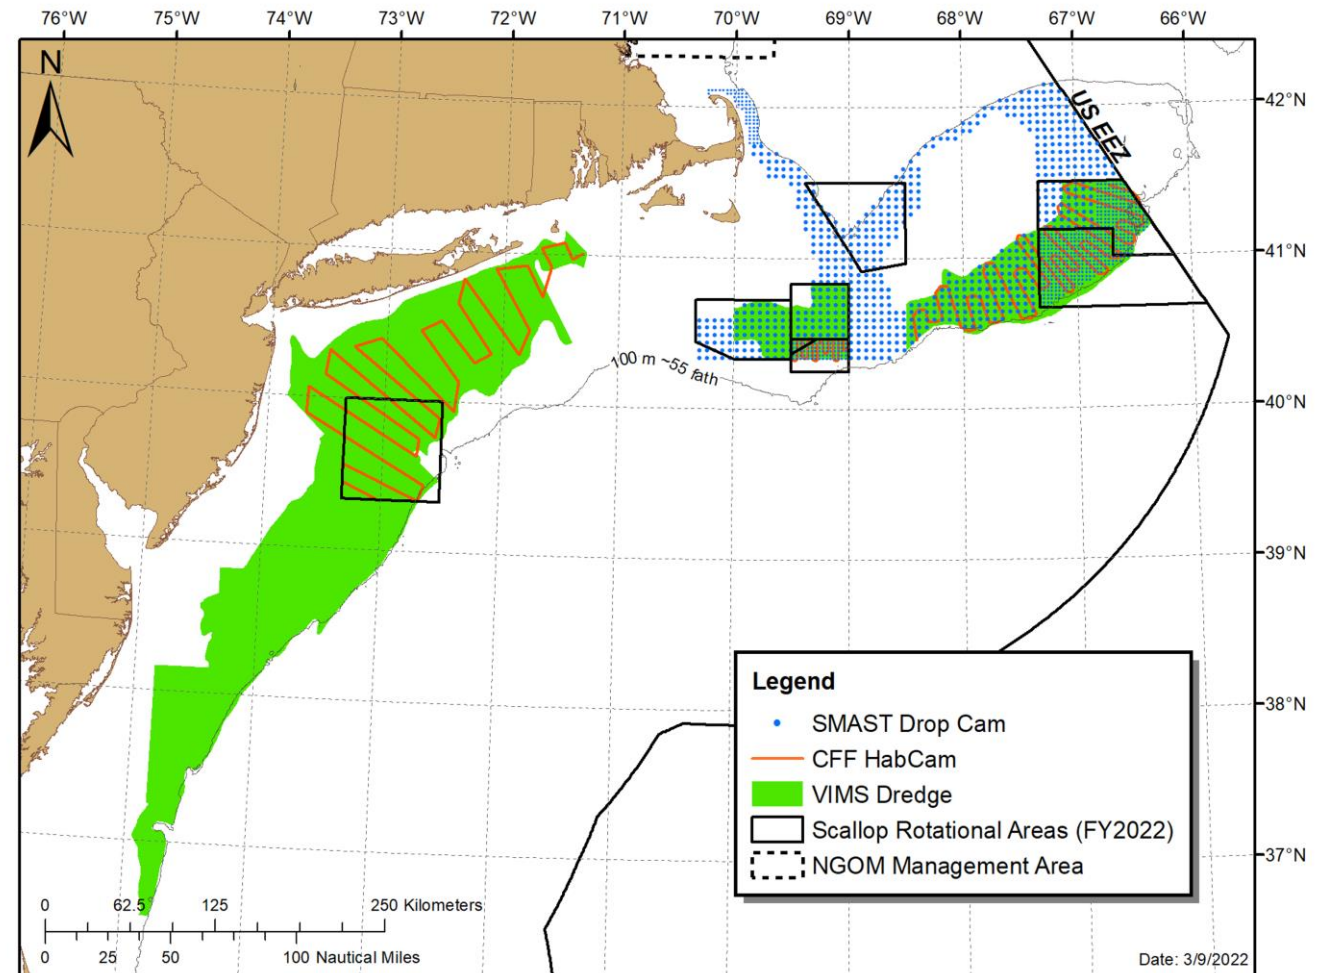 76°W 75°W 74°W 73°W 72°W 71°W 70°W 69°W 68°W 67°W 66°W
N
US EEZ
42°N
41°N
40°N
39°N
38°N
37°N
100 m ~55 fath
Legend
SMAST Drop Cam
CFF HabCam
VIMS Dredge
Scallop Rotational Areas (FY2022)
NGOM Management Area
0 62.5 125 250 Kilometers
0 25 50 100 Nautical Miles
Date: 3/9/2022